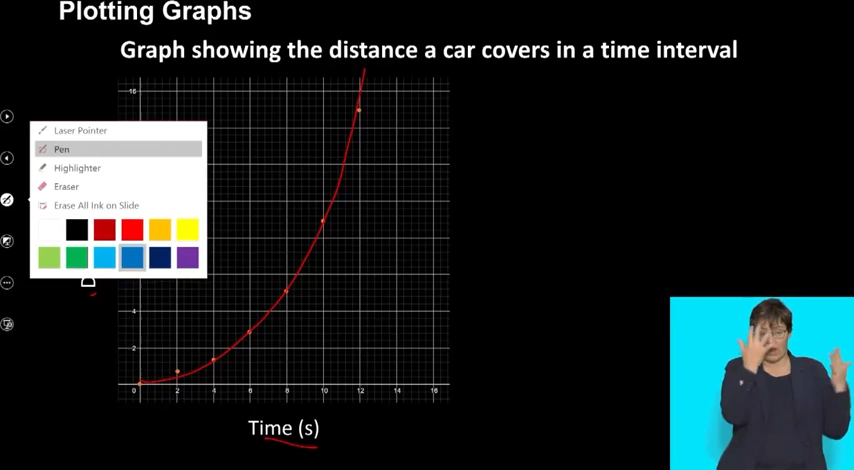 Plotting Graphs
Graph showing the distance a car covers in a time interval
16
Laser Pointer
Pen
Highlighter
Eraser
Erase All Ink on Slide
D
4
2
0 2 4 6 8 10 12 14 16
Time (s)